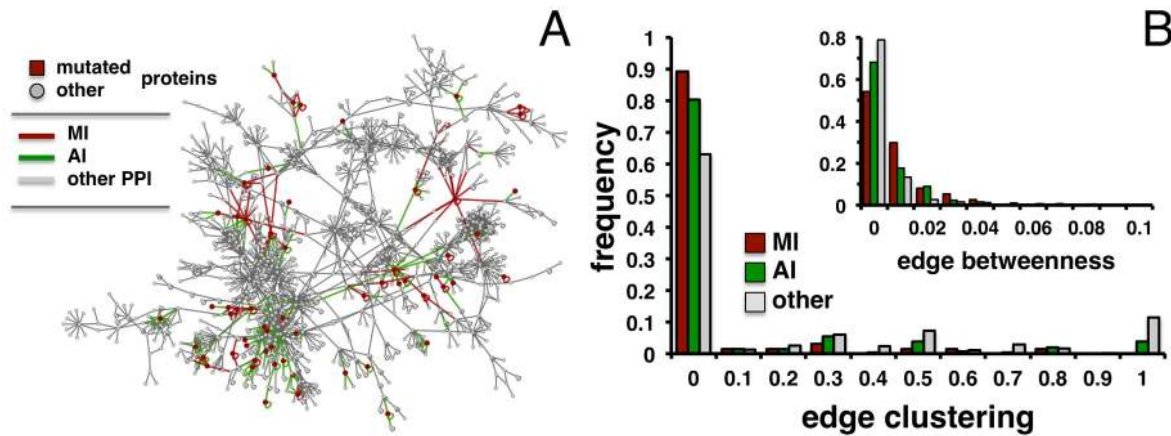 A
mutated
proteins
other
MI
AI
other PPI
B
frequency
1
0.9
0.8
0.7
0.6
0.5
0.4
0.3
0.2
0.1
0
0 0.1 0.2 0.3 0.4 0.5 0.6 0.7 0.8 0.9 1
edge clustering
MI
AI
other
0.8
0.6
0.4
0.2
0
0 0.02 0.04 0.06 0.08 0.1
edge betweenness